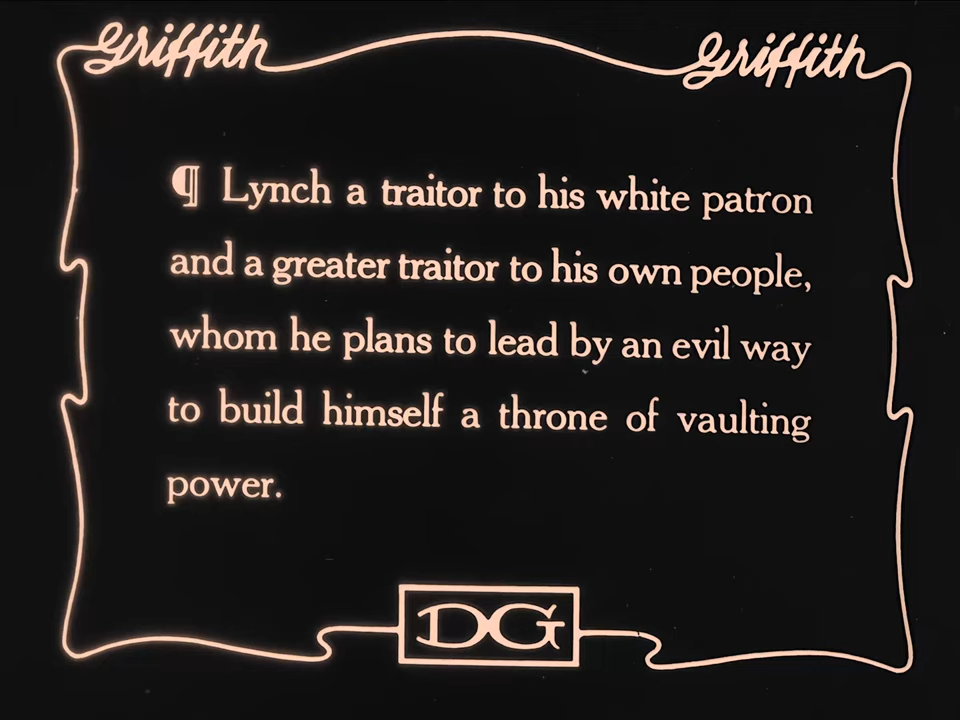 Griffith Griffith
¶ Lynch a traitor to his white patron
and a greater traitor to his own people,
whom he plans to lead by an evil way
to build himself a throne of vaulting
power.
DG